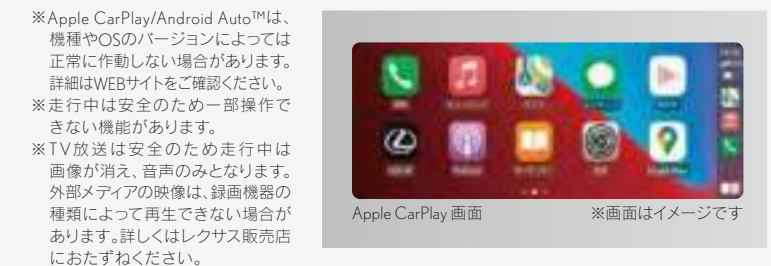 ※Apple CarPlay/Android Auto™は、
機種やOSのバージョンによっては
正常に作動しない場合があります。
詳細はWEBサイトをご確認ください。
※走行中は安全のため一部操作で
きない機能があります。
※TV放送は安全のため走行中は
画像が消え、音声のみとなります。
外部メディアの映像は、録画機器の
種類によって再生できない場合が
あります。詳しくはレクサス販売店
におたずねください。
Apple CarPlay 画面
※画面はイメージです